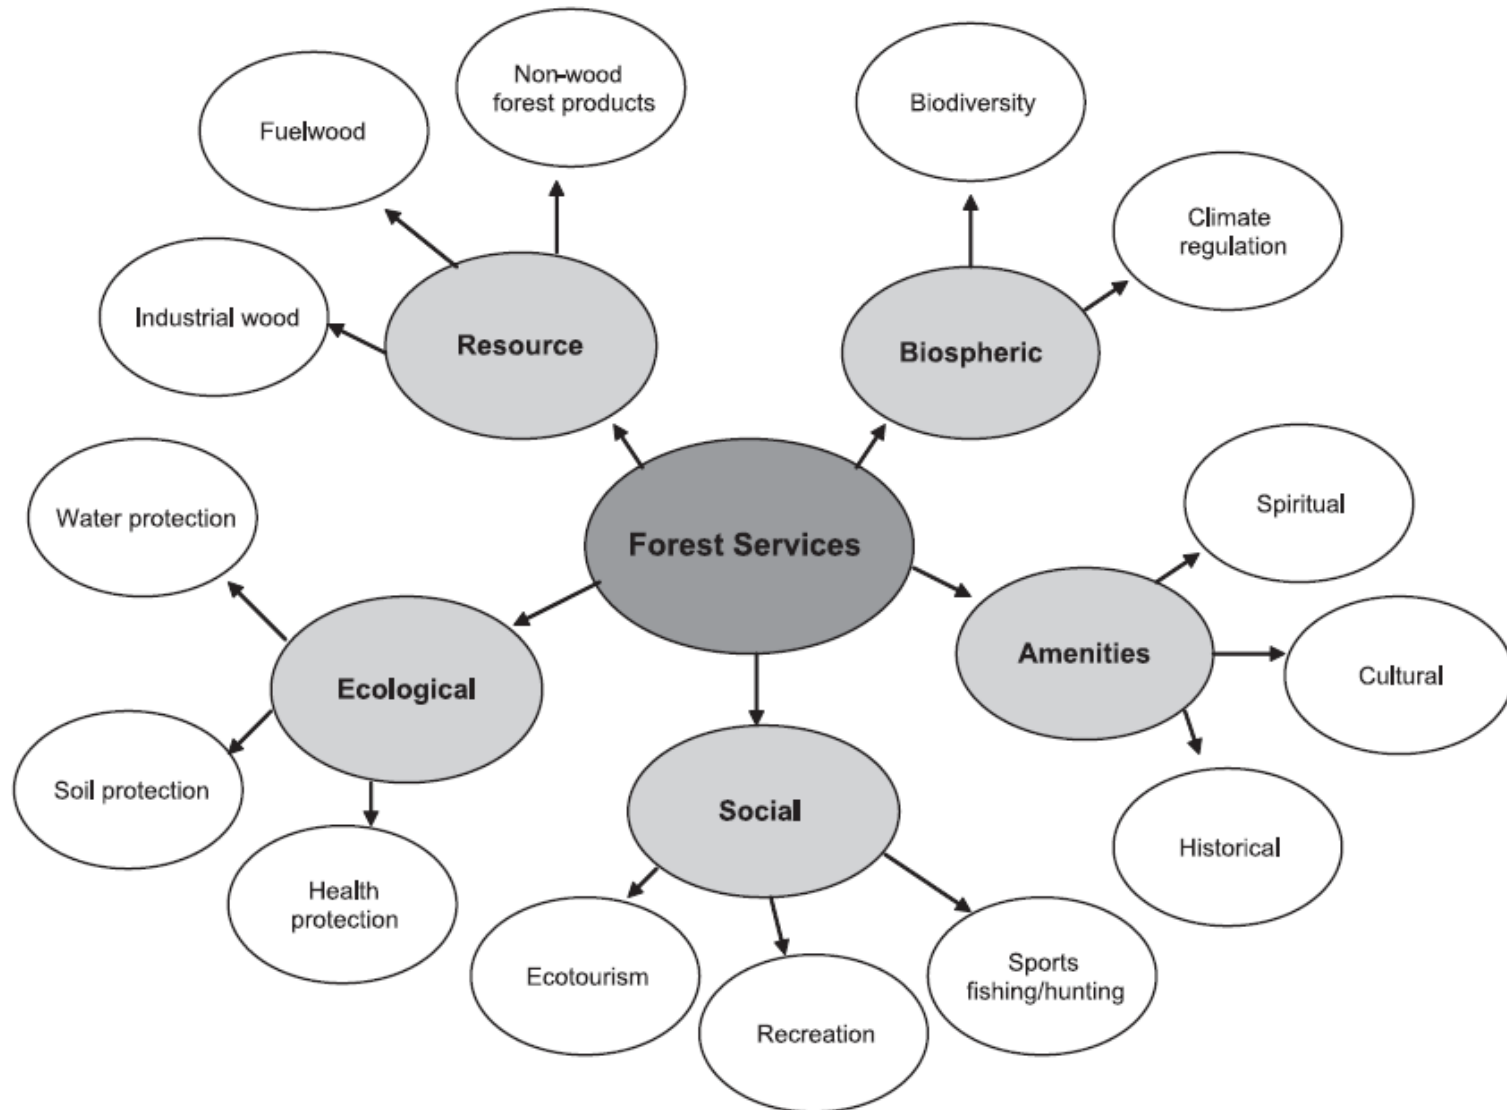 Non-wood
forest products
Biodiversity
Fuelwood
Climate
regulation
Industrial wood
Resource
Biospheric
Spiritual
Water protection
Forest Services
Amenities
Cultural
Ecological
Soil protection
Social
Historical
Health
protection
Ecotourism
Sports
fishing/hunting
Recreation